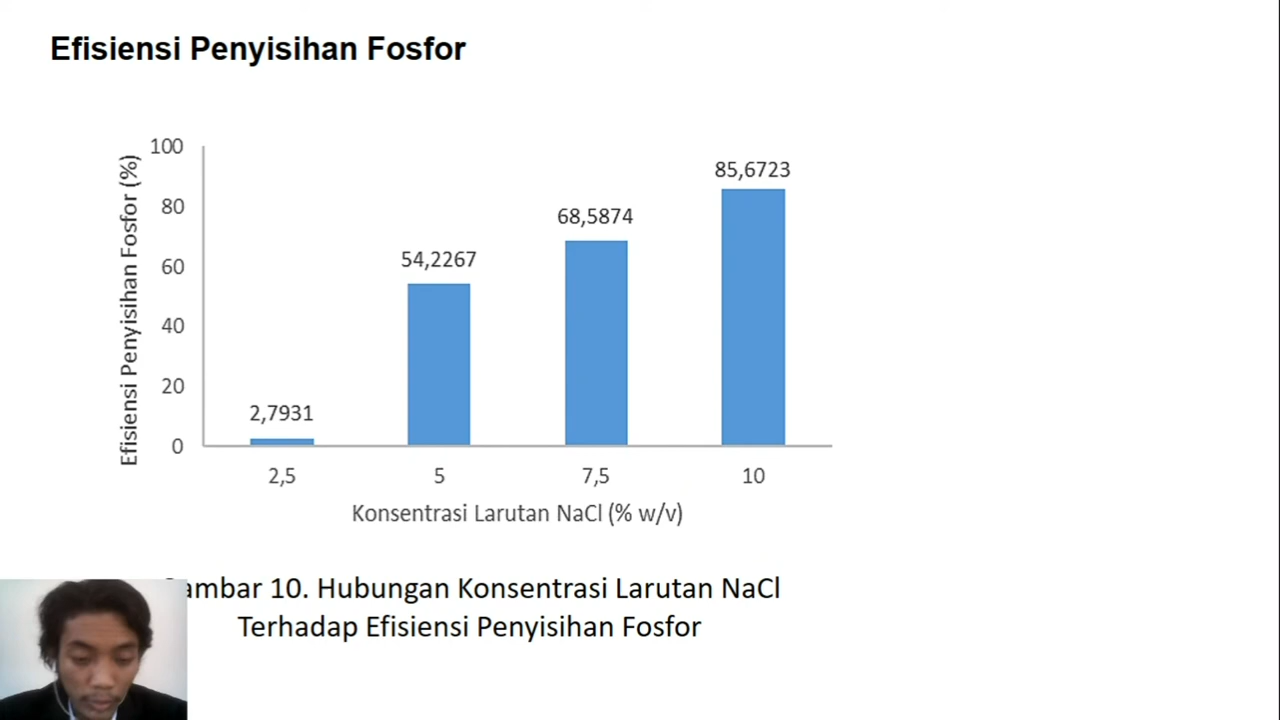 Efisiensi Penyisihan Fosfor
Efisiensi Penyisihan Fosfor (%)
100
80
60
40
20
0
2,7931
54,2267
68,5874
85,6723
2,5
5
7,5
10
Konsentrasi Larutan NaCl (% w/v)
10. Hubungan Konsentrasi Larutan NaCl
Terhadap Efisiensi Penyisihan Fosfor